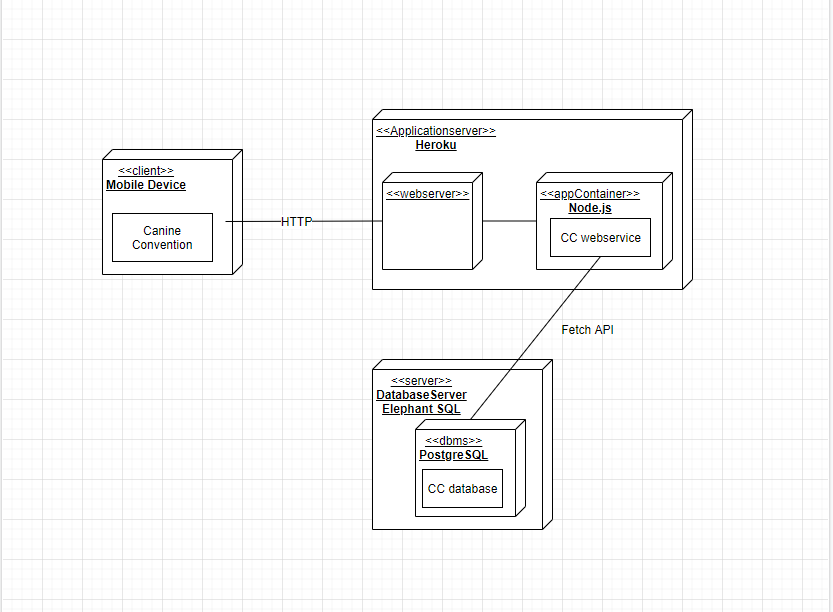 <<client>>
Mobile Device
Canine
Convention
HTTP
<<Applicationserver>>
Heroku
<<webserver>>
<<appContainer>>
Node.js
CC webservice
Fetch API
<<server>>
DatabaseServer
Elephant SQL
<<dbms>>
PostgreSQL
CC database